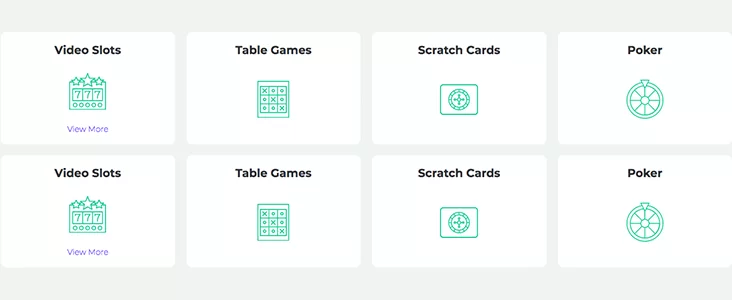 Video Slots
Table Games
Scratch Cards
Poker
777
View More
Video Slots
Table Games
Scratch Cards
Poker
777
View More